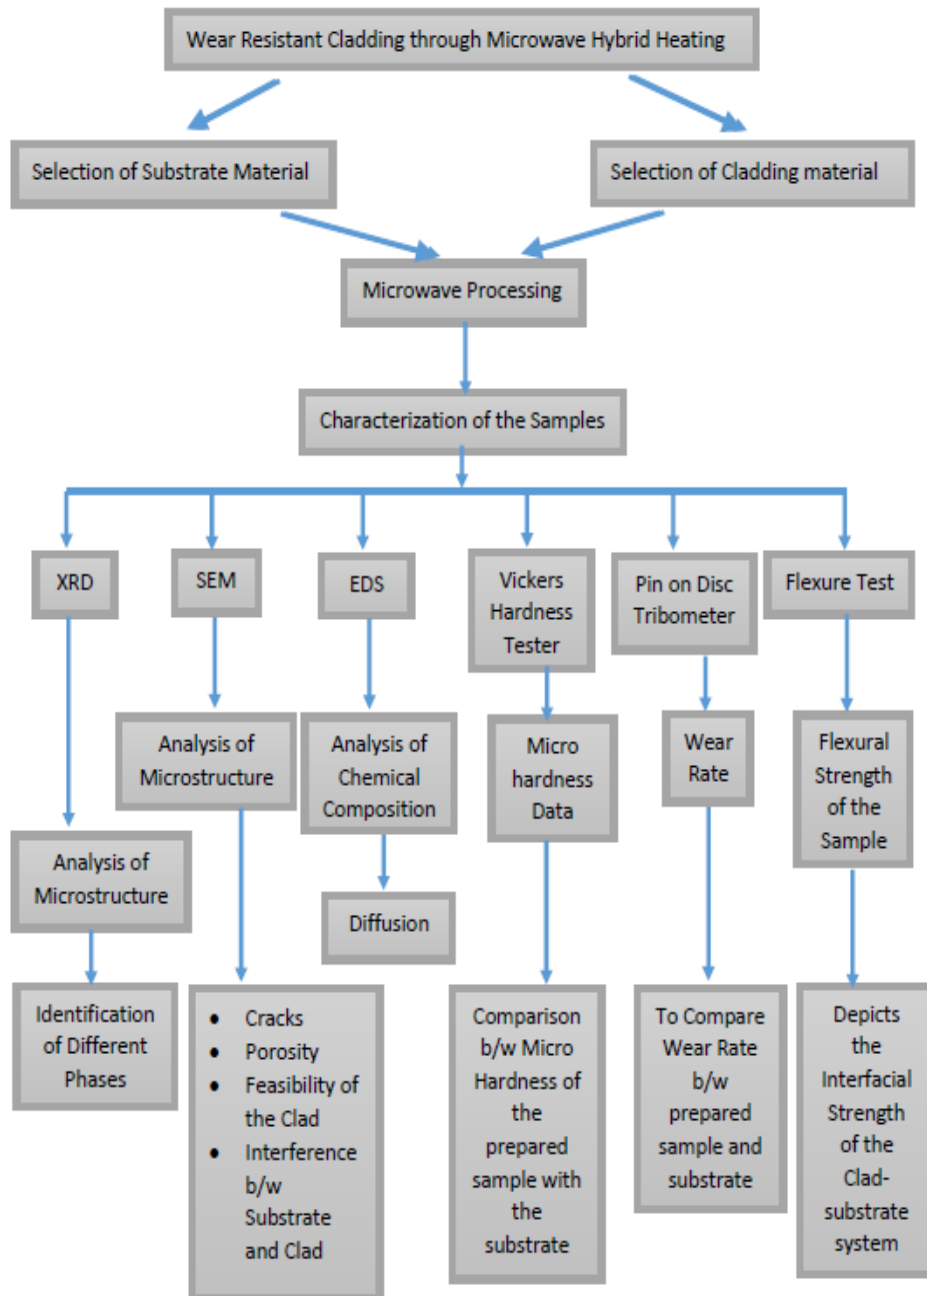 Wear Resistant Cladding through Microwave Hybrid Heating
Selection of Substrate Material
Selection of Cladding material
Microwave Processing
Characterization of the Samples
XRD
SEM
EDS
Vickers
Hardness
Tester
Pin on Disc
Tribometer
Flexure Test
Analysis of
Microstructure
Analysis of
Microstructure
Analysis of
Chemical
Composition
Micro
hardness
Data
Wear
Rate
Flexural
Strength
of the
Sample
Identification
of Different
Phases
• Cracks
• Porosity
• Feasibility of
the Clad
• Interference
b/w
Substrate
and Clad
Diffusion
Comparison
b/w Micro
Hardness of
the
prepared
sample with
the
substrate
To Compare
Wear Rate
b/w
prepared
sample and
substrate
Depicts
the
Interfacial
Strength
of the
Clad-
substrate
system